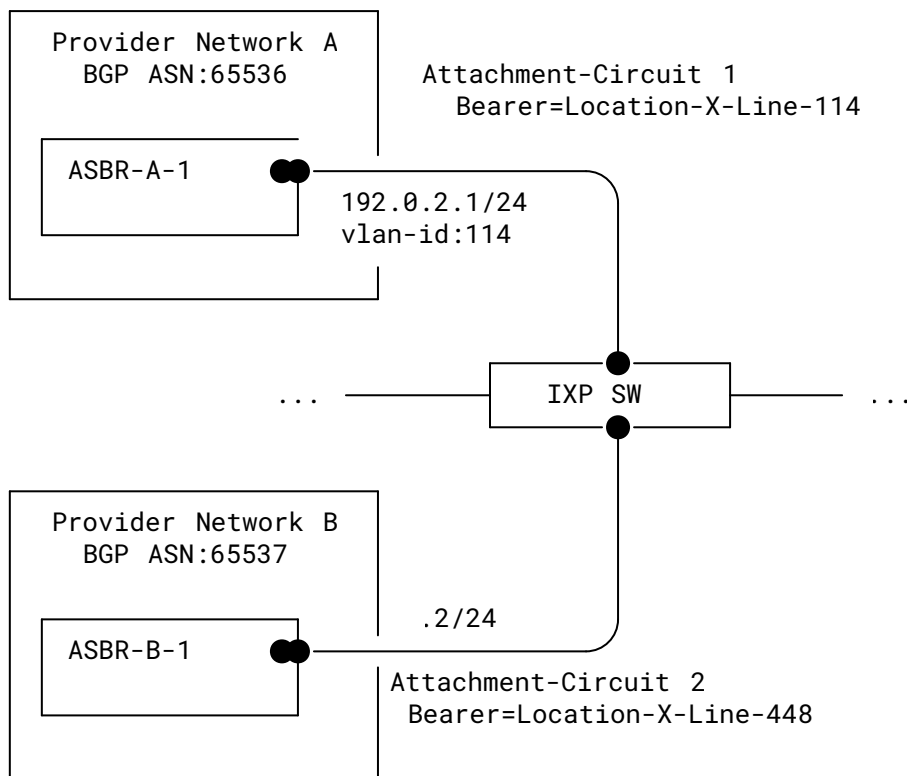 Provider Network A
BGP ASN:65536
Attachment-Circuit 1
Bearer=Location-X-Line-114
ASBR-A-1
192.0.2.1/24
vlan-id:114
... IXP SW ...
Provider Network B
BGP ASN:65537
.2/24
ASBR-B-1
Attachment-Circuit 2
Bearer=Location-X-Line-448